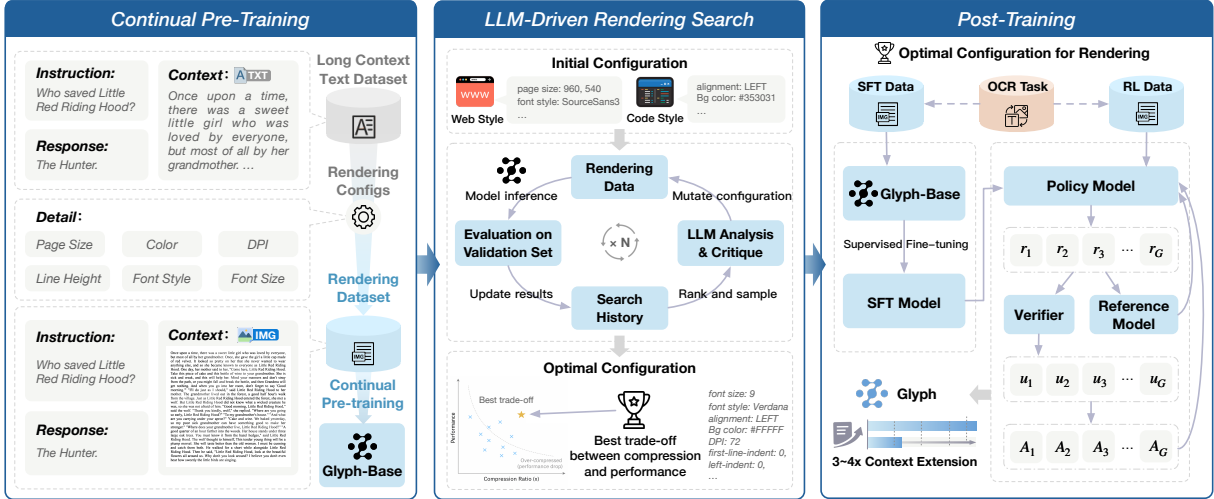 Continual Pre-Training
Instruction:
Who saved Little
Red Riding Hood?
Response:
The Hunter.
Context:
TXT
Once upon a time,
there was a sweet
little girl who was
loved by everyone,
but most of all by her
grandmother. ...
Long Context
Text Dataset
Rendering
Configs
Detail:
Page Size
Color
DPI
Line Height
Font Style
Font Size
Rendering
Dataset
IMG
Instruction:
Who saved Little
Red Riding Hood?
Response:
The Hunter.
Context:
IMG
Continual
Pre-training
Glyph-Base
LLM-Driven Rendering Search
Initial Configuration
WWW
Web Style
page size: 960, 540
font style: SourceSans3
...
Code Style
alignment: LEFT
Bg color: #353031
...
Rendering
Data
Model inference
Mutate configuration
Evaluation on
Validation Set
× N
LLM Analysis
& Critique
Update results
Rank and sample
Search
History
Optimal Configuration
Performance
Best trade-off
Over-compressed
(performance drop)
Compression Ratio (s)
Best trade-off
between compression
and performance
font size: 9
font style: Verdana
alignment: LEFT
Bg color: #FFFFF
DPI: 72
first-line-indent: 0,
left-indent: 0,
...
Post-Training
Optimal Configuration for Rendering
SFT Data
IMG
OCR Task
T
RL Data
IMG
Glyph-Base
Supervised Fine-tuning
SFT Model
Policy Model
r1 r2 r3 ... rG
Verifier
Reference
Model
u1 u2 u3 ... uG
A1 A2 A3 ... AG
Glyph
3~4x Context Extension